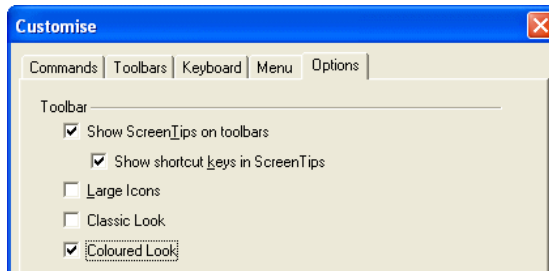 Customise
Commands Toolbars Keyboard Menu Options
Toolbar
Show ScreenTips on toolbars
Show shortcut keys in ScreenTips
Large Icons
Classic Look
Coloured Look